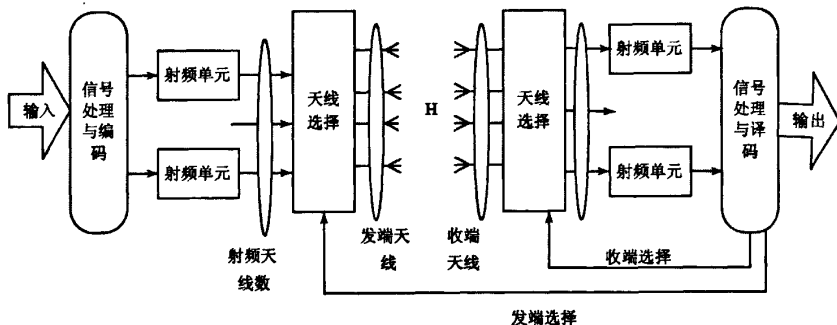 输入
信号
处理
与编
码
射频单元
射频单元
射频天
线数
天线
选择
发端天
线
H
收端
天线
天线
选择
射频单元
射频单元
信号
处理
与译
码
输出
收端选择
发端选择